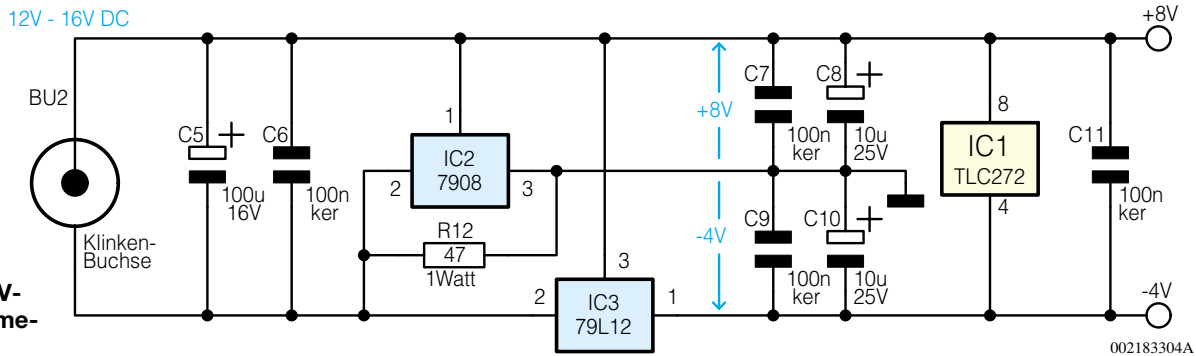 12V - 16V DC
+8V
BU2
C5
+
100u
16V
C6
100n
ker
1
IC2
7908
2
3
R12
47
1Watt
3
2
IC3
79L12
1
+8V
-4V
C7
100n
ker
C8
+
10u
25V
C9
100n
ker
C10
+
10u
25V
8
IC1
TLC272
4
C11
100n
ker
Klinken-
Buchse
V-
me-
-4V
002183304A